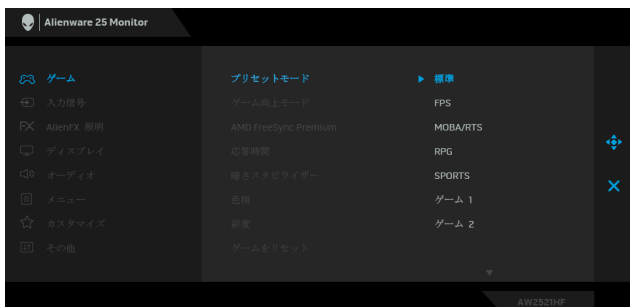 Alienware 25 Monitor
ゲーム
プリセットモード
標準
入力信号
ゲーム向上モード
FPS
AlienFX 照明
AMD FreeSync Premium
MOBA/RTS
ディスプレイ
応答時間
RPG
オーディオ
暗さスタビライザー
SPORTS
メニュー
色相
ゲーム 1
カスタマイズ
彩度
ゲーム 2
その他
ゲームをリセット
AW2521HF